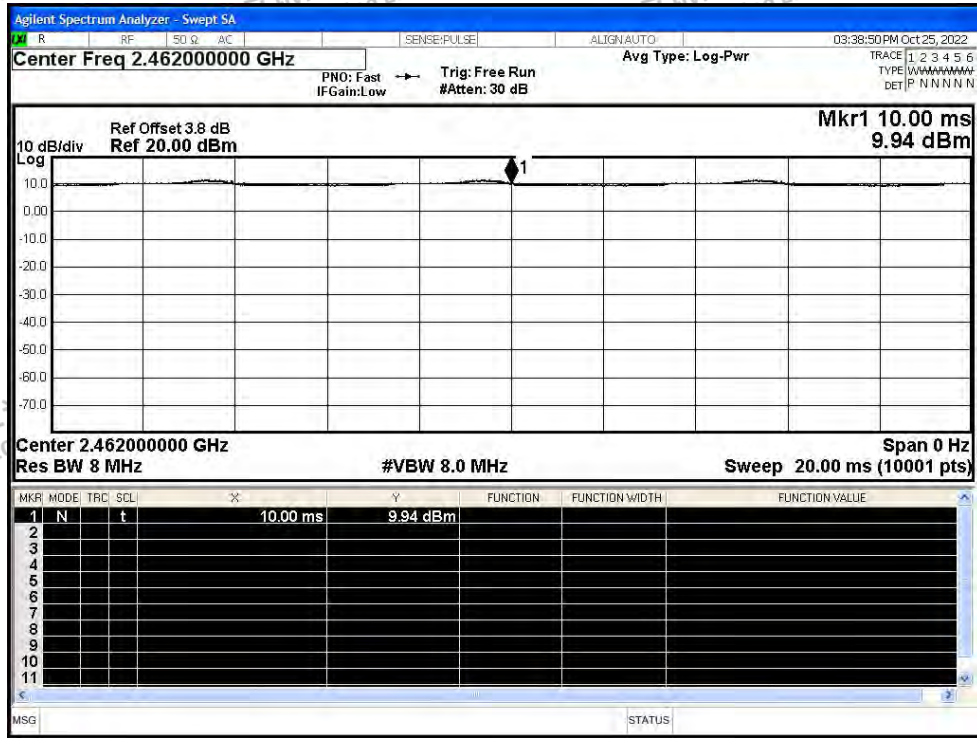 Agilent Spectrum Analyzer - Swept SA
LXI R RF 50 Ω AC SENSE:PULSE ALIGN AUTO 03:38:50 PM Oct 25, 2022
Center Freq 2.462000000 GHz Avg Type: Log-Pwr TRACE 1 2 3 4 5 6
PNO: Fast Trig: Free Run TYPE WWWWWW
IFGain:Low #Atten: 30 dB DET P N N N N N
Mkr1 10.00 ms
Ref Offset 3.8 dB
10 dB/div Ref 20.00 dBm 9.94 dBm
Log
1
10.0
0.00
-10.0
-20.0
-30.0
-40.0
-50.0
-60.0
-70.0
Center 2.462000000 GHz Span 0 Hz
Res BW 8 MHz #VBW 8.0 MHz Sweep 20.00 ms (10001 pts)
MKR MODE TRC SCL X Y FUNCTION FUNCTION WIDTH FUNCTION VALUE
1 N t 10.00 ms 9.94 dBm
2
3
4
5
6
7
8
9
10
11
MSG STATUS